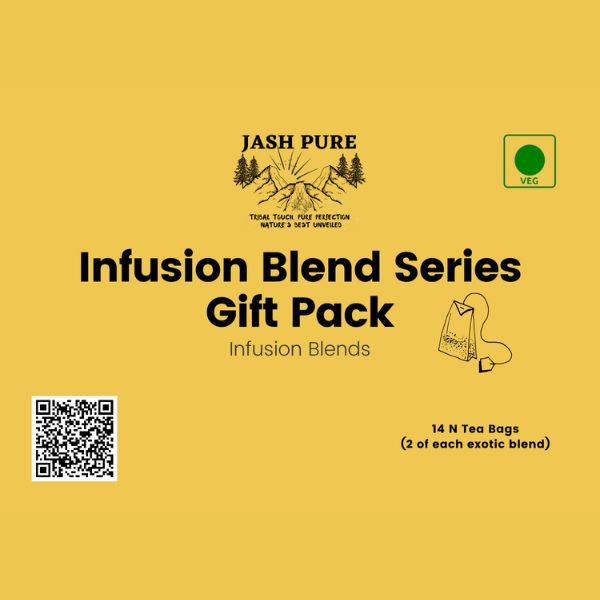 JASH PURE
TRIBAL TOUCH, PURE PERFECTION
NATURE'S BEST UNVEILED
VEG
Infusion Blend Series
Gift Pack
Infusion Blends
14 N Tea Bags
(2 of each exotic blend)